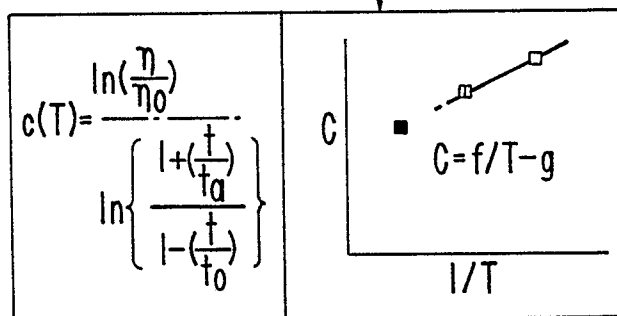 c(T)= ln(η/η0) / ln{ (1+(t/ta)) / (1-(t/t0)) }
C
C=f/T-g
1/T